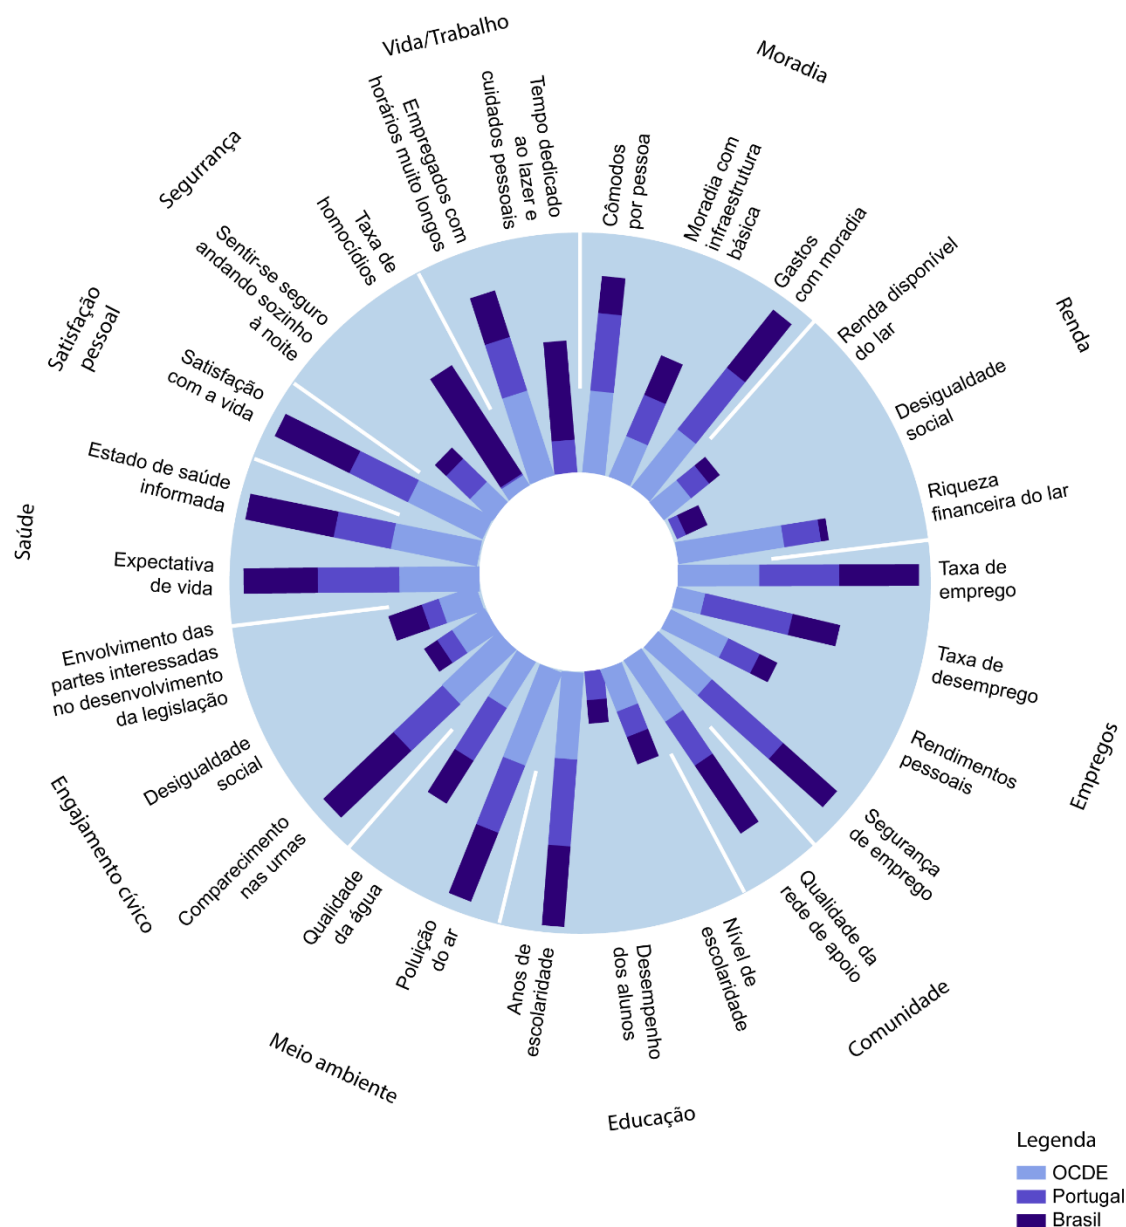 Vida/Trabalho
Moradia
Segurrança
Empregados com
horários muito longos
Tempo dedicado
ao lazer e
cuidados pessoais
Cômodos
por pessoa
Moradia com
infraestrutura
básica
Gastos
com moradia
Taxa de
homocídios
Sentir-se seguro
andando sozinho
à noite
Renda disponível
do lar
Renda
Satisfação
pessoal
Satisfação
com a vida
Desigualdade
social
Estado de saúde
informada
Riqueza
financeira do lar
Saúde
Expectativa
de vida
Taxa de
emprego
Envolvimento das
partes interessadas
no desenvolvimento
da legislação
Taxa de
desemprego
Desigualdade
social
Rendimentos
pessoais
Empregos
Engajamento cívico
Comparecimento
nas urnas
Segurança
de emprego
Qualidade
da água
Qualidade da
rede de apoio
Poluição
do ar
Anos de
escolaridade
Desempenho
dos alunos
Nível de
escolaridade
Comunidade
Meio ambiente
Educação
Legenda
OCDE
Portugal
Brasil